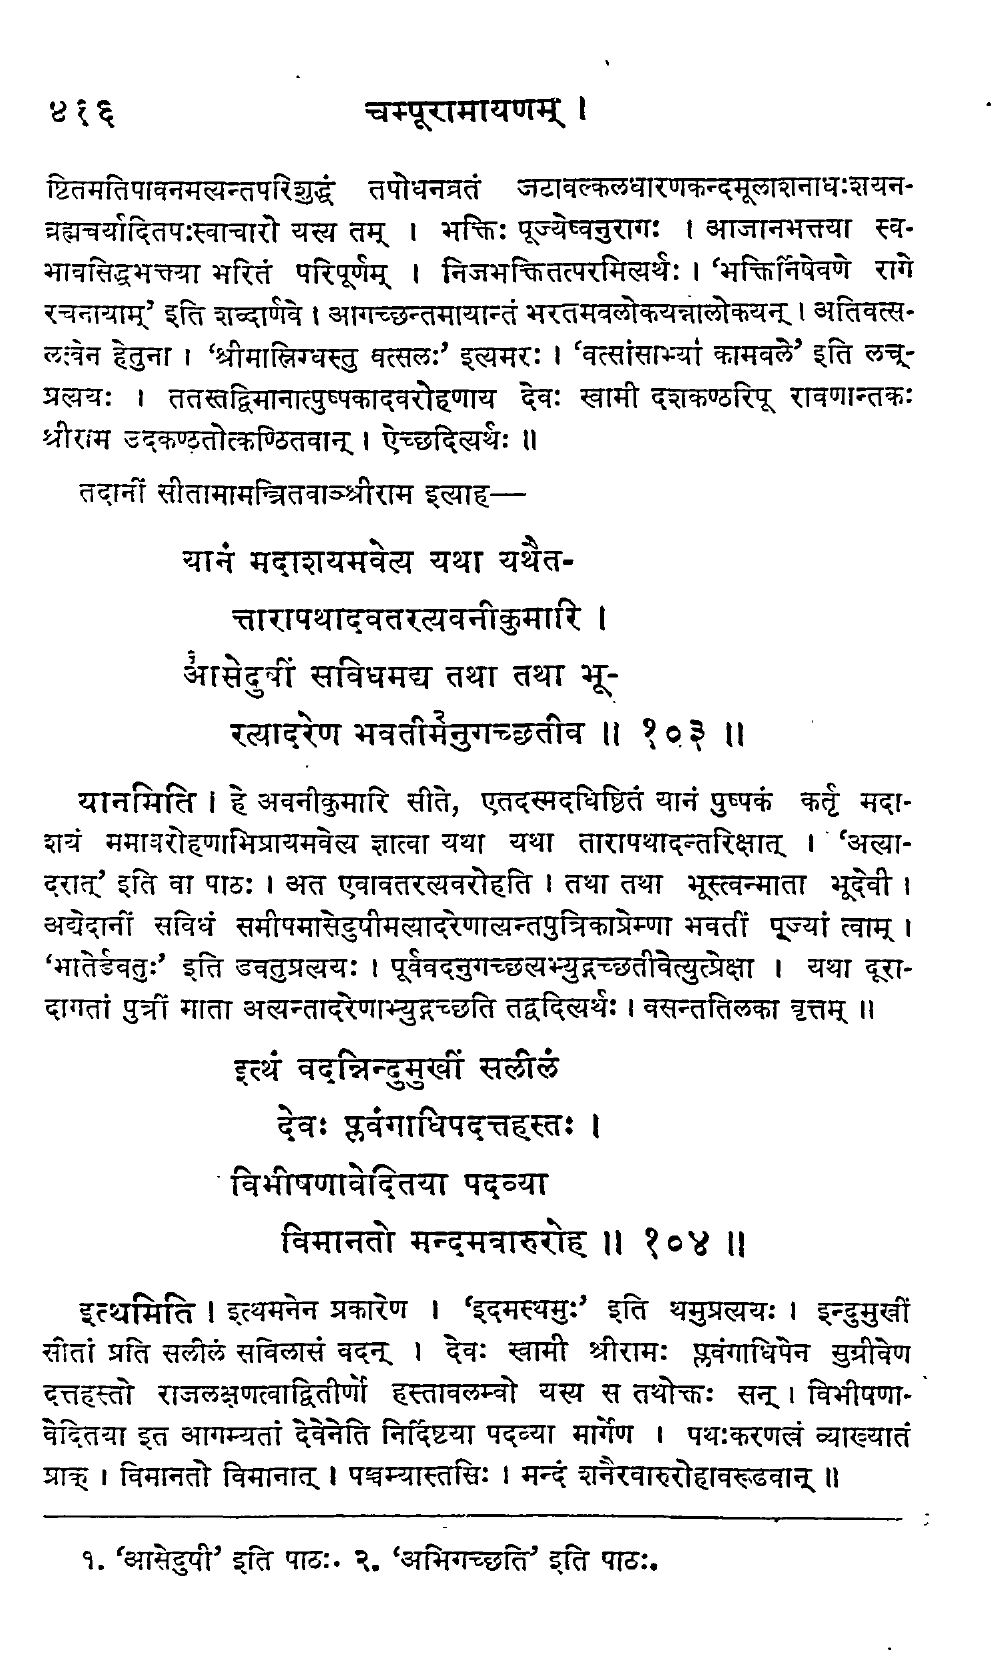 ४१६ चम्पूरामायणम् ।
ष्टितमतिपावनमत्यन्तपरिशुद्धं तपोधनव्रतं जटावल्कलधारणकन्दमूलाशनाधःशयन-
ब्रह्मचर्यादितपःस्वाचारो यस्य तम् । भक्तिः पूज्येष्वनुरागः । आजानभक्त्या स्व-
भावसिद्धभक्त्या भरितं परिपूर्णम् । निजभक्तितत्परमित्यर्थः । ‘भक्तिर्निषेवणे रागे
रचनायाम्’ इति शब्दार्णवे । आगच्छन्तमायान्तं भरतमवलोकयन्नालोकयन् । अतिवत्स-
लत्वेन हेतुना । ‘श्रीमास्निग्धस्तु वत्सलः’ इत्यमरः । ‘वत्सांसाभ्यां कामबले’ इति लच्-
प्रत्ययः । ततस्तद्विमानात्पुष्पकादवरोहणाय देवः स्वामी दशकण्ठरिपू रावणान्तकः
श्रीराम उदकण्ठतोत्कण्ठितवान् । ऐच्छदित्यर्थः ॥
तदानीं सीतामामन्त्रितवाञ्श्रीराम इत्याह—
यानं मदाशयमवेत्य यथा यथैत-
त्तारापथादवतरत्यवनीकुमारि ।
आसेदुषीं सविधमद्य तथा तथा भू-
रत्यादरेण भवतीमनुगच्छतीव ॥ १०३ ॥
यानमिति । हे अवनीकुमारि सीते, एतदस्मदधिष्ठितं यानं पुष्पकं कर्तृ मदा-
शयं ममावरोहणाभिप्रायमवेत्य ज्ञात्वा यथा यथा तारापथादन्तरिक्षात् । ‘अत्या-
दरात्’ इति वा पाठः । अत एवावतरत्यवरोहति । तथा तथा भूस्त्वन्माता भूदेवी ।
अद्येदानीं सविधं समीपमासेदुषीमत्यादरेणात्यन्तपुत्रिकाप्रेम्णा भवतीं पूज्यां त्वाम् ।
‘भातेर्डवतुः’ इति डवतुप्रत्ययः । पूर्ववदनुगच्छत्यभ्युद्गच्छतीवेत्युत्प्रेक्षा । यथा दूरा-
दागतां पुत्रीं माता अत्यन्तादरेणाभ्युद्गच्छति तद्वदित्यर्थः । वसन्ततिलका वृत्तम् ॥
इत्थं वदन्निन्दुमुखीं सलीलं
देवः प्लवंगाधिपदत्तहस्तः ।
विभीषणावेदितया पदव्या
विमानतो मन्दमवारुरोह ॥ १०४ ॥
इत्थमिति । इत्थमनेन प्रकारेण । ‘इदमस्थमुः’ इति थमुप्रत्ययः । इन्दुमुखीं
सीतां प्रति सलीलं सविलासं वदन् । देवः स्वामी श्रीरामः प्लवंगाधिपेन सुग्रीवेण
दत्तहस्तो राजलक्षणत्वाद्वितीर्णो हस्तावलम्बो यस्य स तथोक्तः सन् । विभीषणा-
वेदितया इत आगम्यतां देवेनेति निर्दिष्टया पदव्या मार्गेण । पथःकरणत्वं व्याख्यातं
प्राक् । विमानतो विमानात् । पञ्चम्यास्तसिः । मन्दं शनैरवारुरोहावरूढवान् ॥
१. ‘आसेदुषी’ इति पाठः. २. ‘अभिगच्छति’ इति पाठः.